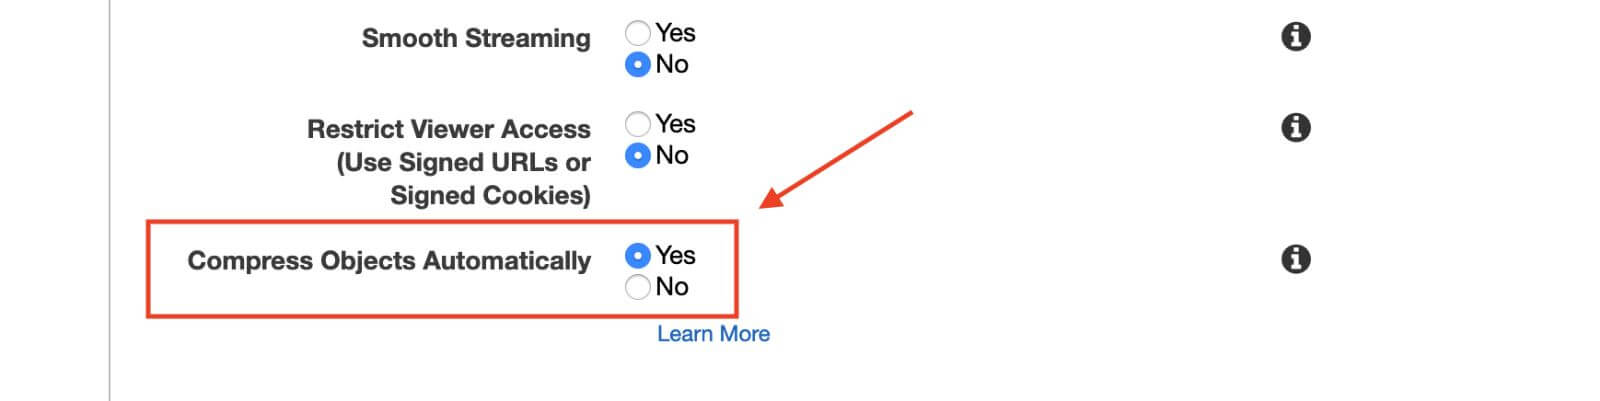 Smooth Streaming
Yes
No
Restrict Viewer Access
(Use Signed URLs or
Signed Cookies)
Yes
No
Compress Objects Automatically
Yes
No
Learn More